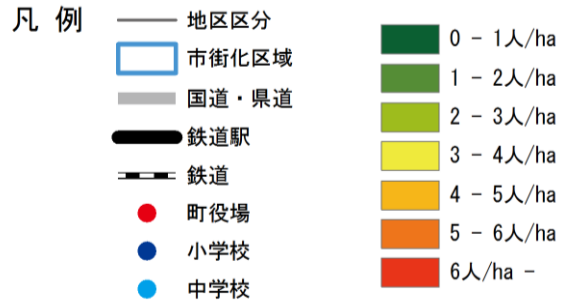 凡 例
地区区分
市街化区域
国道・県道
鉄道駅
鉄道
町役場
小学校
中学校
0 - 1人/ha
1 - 2人/ha
2 - 3人/ha
3 - 4人/ha
4 - 5人/ha
5 - 6人/ha
6人/ha -